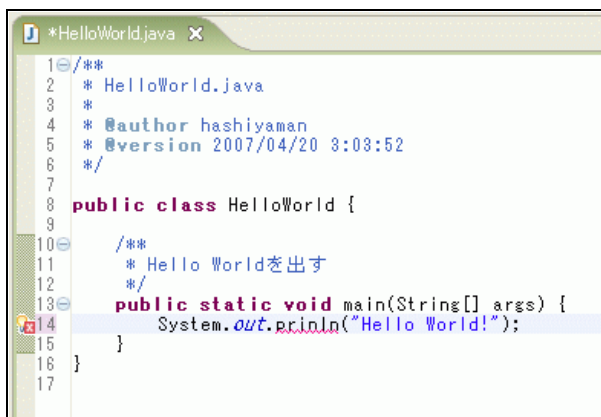 *HelloWorld.java
1 /**
2 * HelloWorld.java
3 *
4 * @author hashiyaman
5 * @version 2007/04/20 3:03:52
6 */
7
8 public class HelloWorld {
9
10 /**
11 * Hello Worldを出す
12 */
13 public static void main(String[] args) {
14 System.out.prinln("Hello World!");
15 }
16 }
17